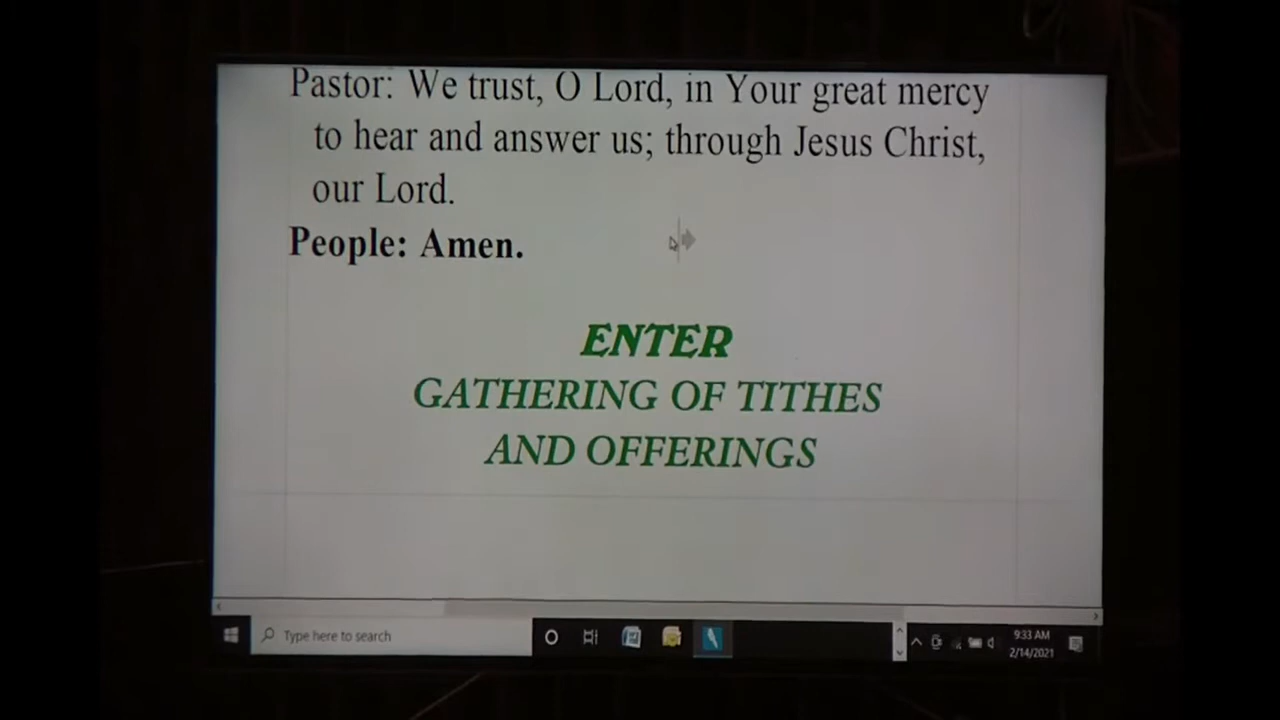 Pastor: We trust, O Lord, in Your great mercy
to hear and answer us; through Jesus Christ,
our Lord.
People: Amen.
ENTER
GATHERING OF TITHES
AND OFFERINGS
Type here to search
9:33 AM
2/14/2021